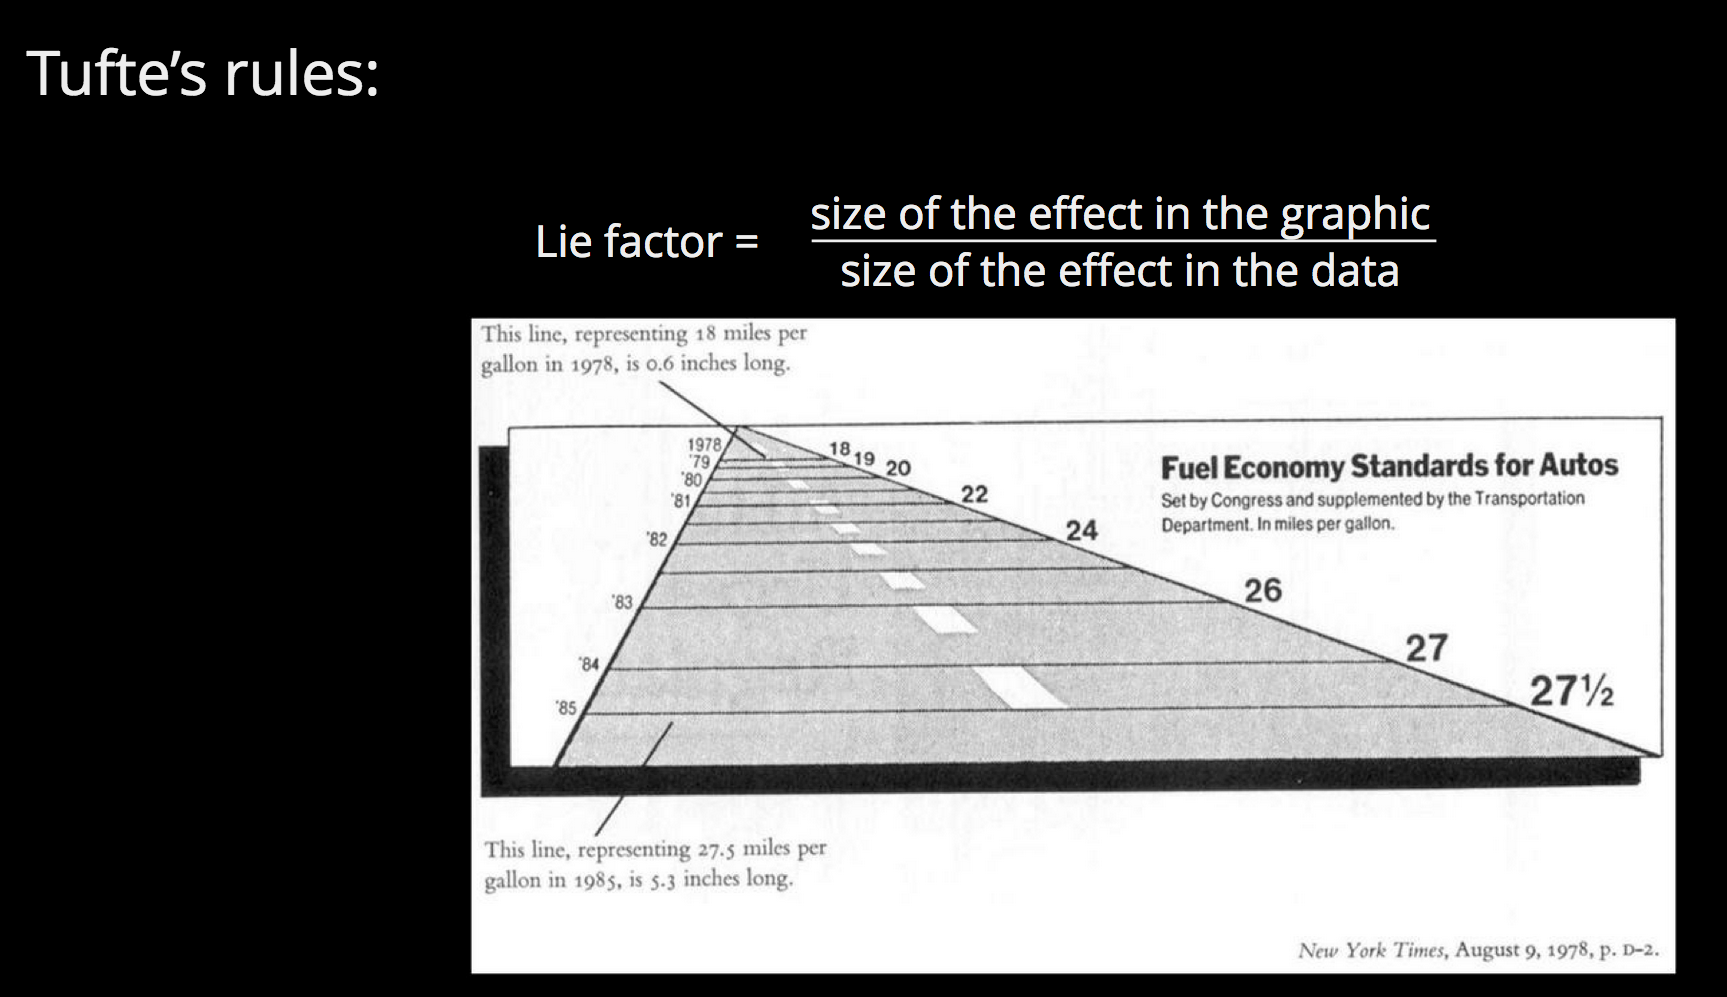 Tufte’s rules:
Lie factor =
size of the effect in the graphic
size of the effect in the data
This line, representing 18 miles per
gallon in 1978, is 0.6 inches long.
1978
'79
'80
'81
'82
'83
'84
'85
18
19
20
22
24
26
27
27½
Fuel Economy Standards for Autos
Set by Congress and supplemented by the Transportation
Department. In miles per gallon.
This line, representing 27.5 miles per
gallon in 1985, is 5.3 inches long.
New York Times, August 9, 1978, p. D–2.